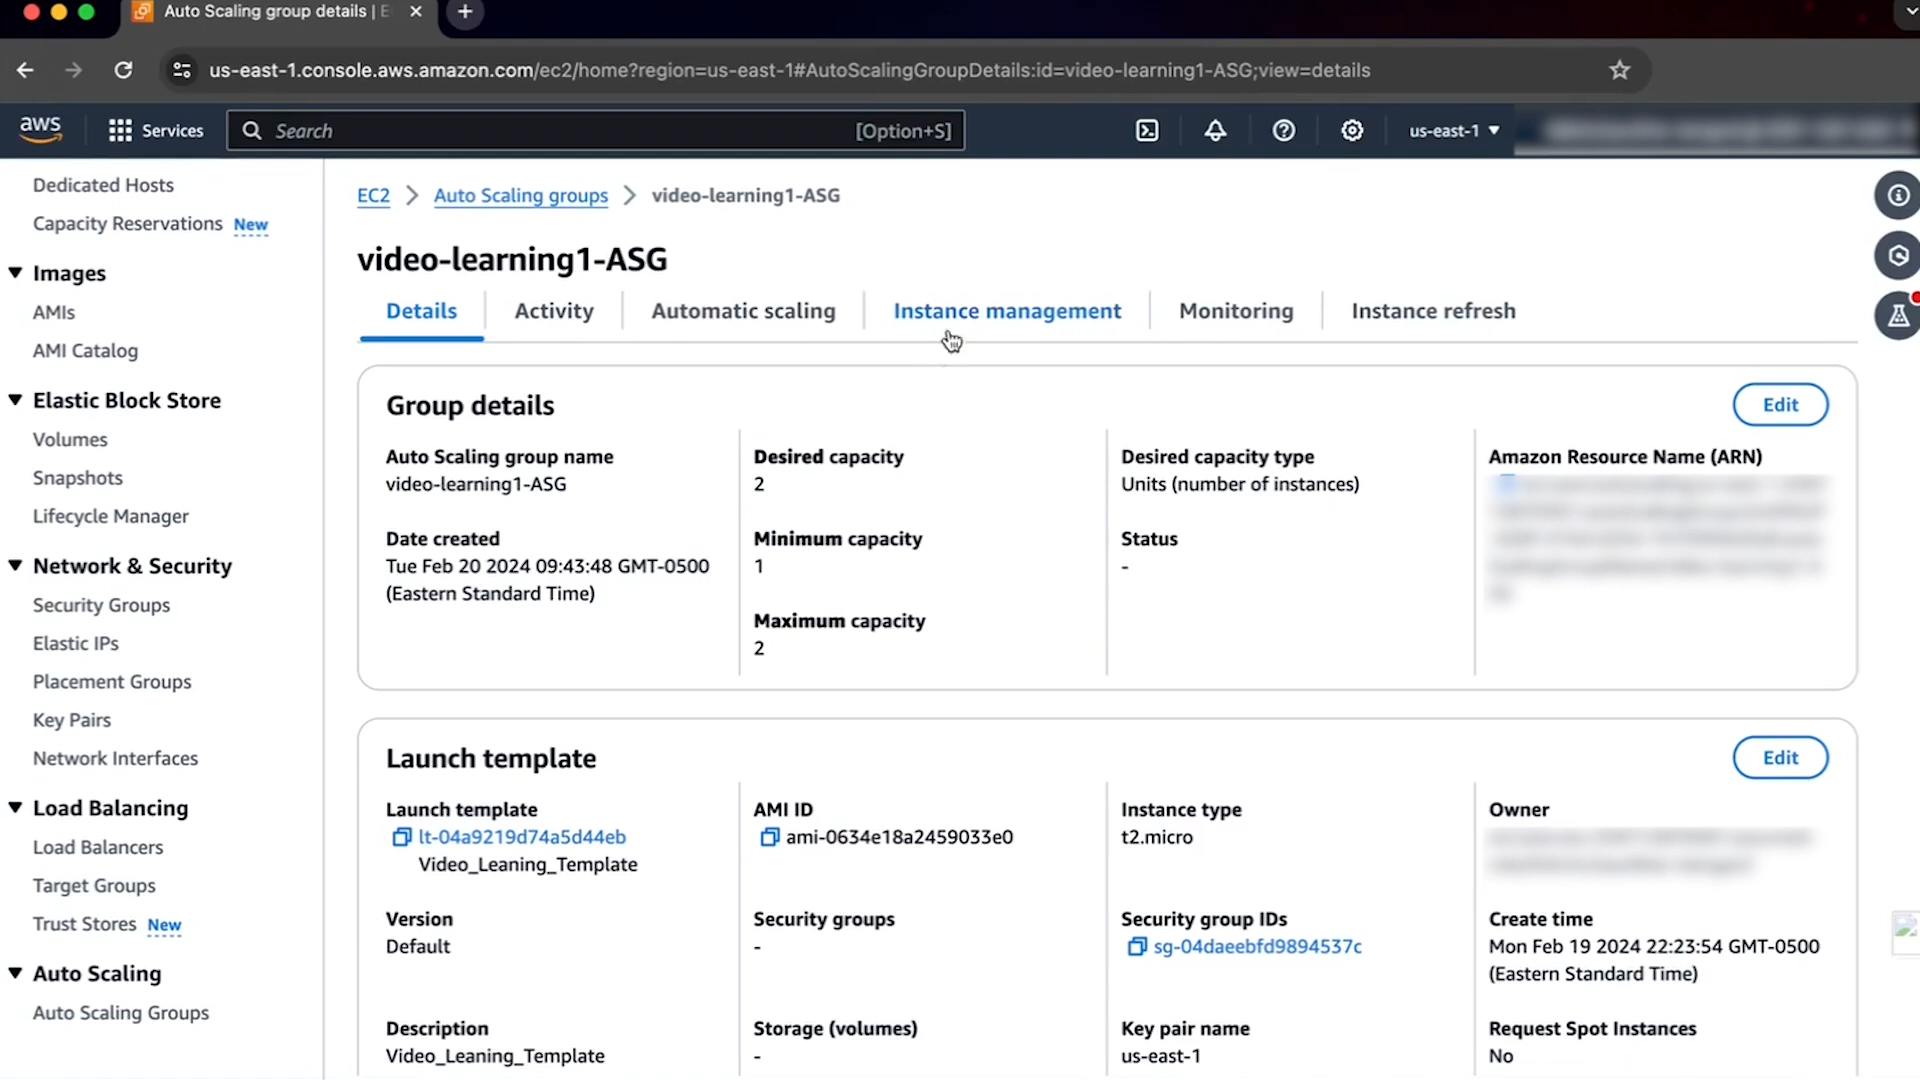 Auto Scaling group details | E
us-east-1.console.aws.amazon.com/ec2/home?region=us-east-1#AutoScalingGroupDetails:id=video-learning1-ASG;view=details
aws
Services
Search
[Option+S]
us-east-1
Dedicated Hosts
Capacity Reservations New
Images
AMIs
AMI Catalog
Elastic Block Store
Volumes
Snapshots
Lifecycle Manager
Network & Security
Security Groups
Elastic IPs
Placement Groups
Key Pairs
Network Interfaces
Load Balancing
Load Balancers
Target Groups
Trust Stores New
Auto Scaling
Auto Scaling Groups
EC2 > Auto Scaling groups > video-learning1-ASG
video-learning1-ASG
Details
Activity
Automatic scaling
Instance management
Monitoring
Instance refresh
Group details
Edit
Auto Scaling group name
video-learning1-ASG
Date created
Tue Feb 20 2024 09:43:48 GMT-0500
(Eastern Standard Time)
Desired capacity
2
Minimum capacity
1
Maximum capacity
2
Desired capacity type
Units (number of instances)
Status
-
Amazon Resource Name (ARN)
Launch template
Edit
Launch template
lt-04a9219d74a5d44eb
Video_Leaning_Template
Version
Default
Description
Video_Leaning_Template
AMI ID
ami-0634e18a2459033e0
Security groups
-
Storage (volumes)
-
Instance type
t2.micro
Security group IDs
sg-04daeebfd9894537c
Key pair name
us-east-1
Owner
Create time
Mon Feb 19 2024 22:23:54 GMT-0500
(Eastern Standard Time)
Request Spot Instances
No